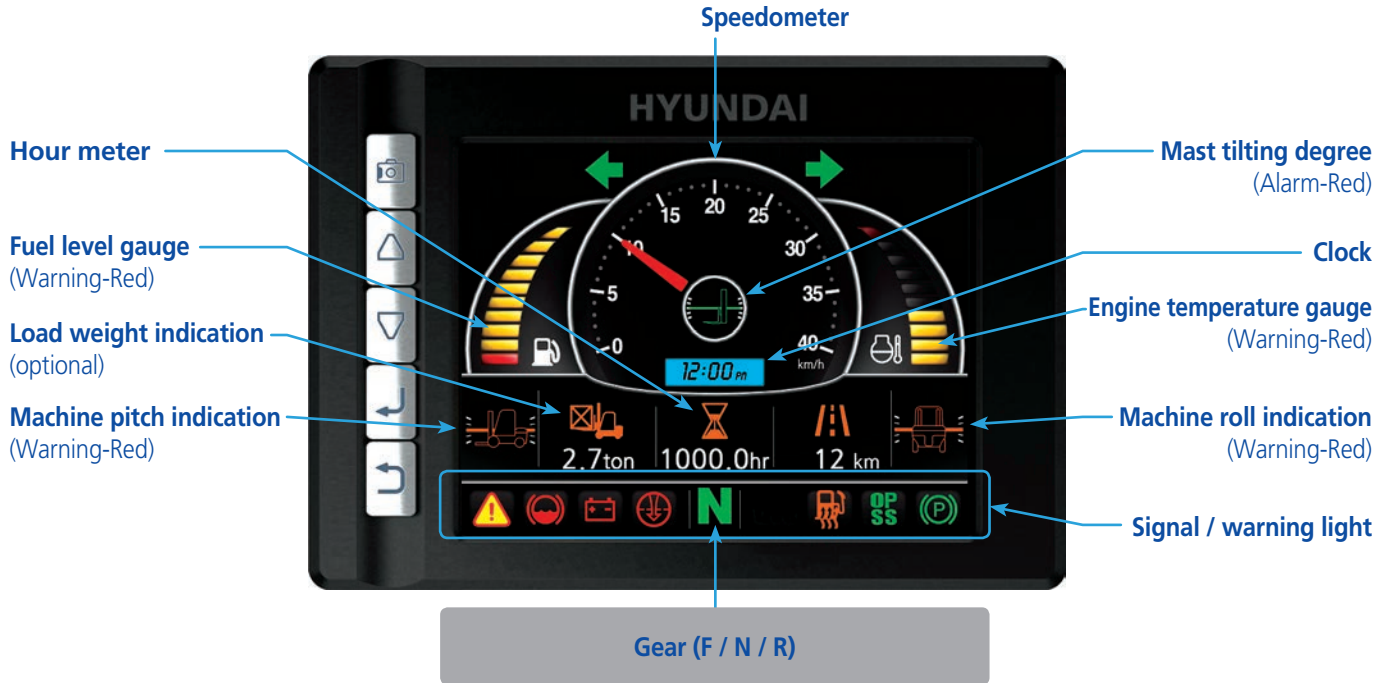 Speedometer
HYUNDAI
Hour meter
Mast tilting degree
(Alarm-Red)
Fuel level gauge
(Warning-Red)
Clock
Load weight indication
(optional)
Engine temperature gauge
(Warning-Red)
Machine pitch indication
(Warning-Red)
Machine roll indication
(Warning-Red)
0
5
10
15
20
25
30
35
40
km/h
12:00 PM
2.7ton
1000.0hr
12 km
N
OP
SS
P
Signal / warning light
Gear (F / N / R)